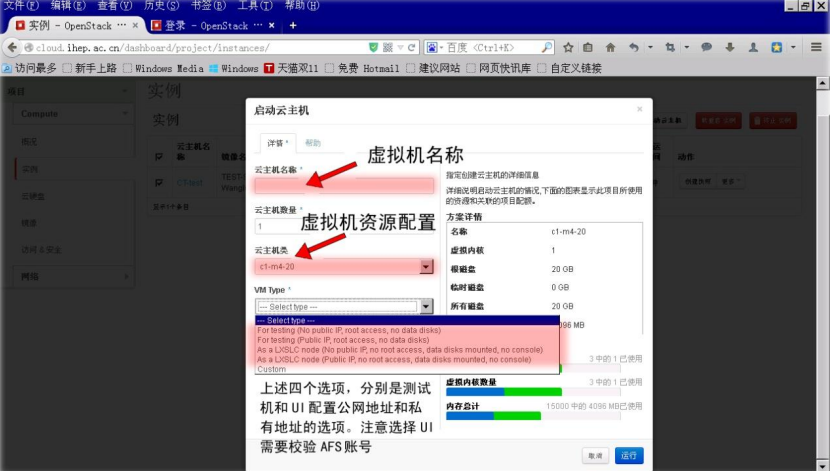 文件(F) 编辑(E) 查看(V) 历史(S) 书签(B) 工具(T) 帮助(H)
实例 - OpenStack ··· × 登录 - OpenStack ··· × +
cloud.ihep.ac.cn/dashboard/project/instances/
百度 <Ctrl+K>
访问最多 新手上路 Windows Media Windows 天猫双11 免费 Hotmail 建议网站 网页快讯库 自定义链接
项目
Compute
概况
实例
云硬盘
镜像
访问 & 安全
网络
实例
实例
云主机名称
动作
更多
启动云主机 ×
详情 * 帮助
云主机名称 *
虚拟机名称
云主机数量 *
1
虚拟机资源配置
云主机类
c1-m4-20
VM Type *
--- Select type ---
--- Select type ---
For testing (No public IP, root access, no data disks)
For testing (Public IP, root access, no data disks)
As a LXSLC node (No public IP, no root access, data disks mounted, no console)
As a LXSLC node (Public IP, no root access, data disks mounted, no console)
Custom
上述四个选项，分别是测试
机和 UI 配置公网地址和私
有地址的选项。注意选择 UI
需要校验 AFS 账号
指定创建云主机的详细信息
详细说明启动云主机的情况,下面的图表显示此项目所使用
的资源和关联的项目配额。
方案详情
名称 c1-m4-20
虚拟内核 1
根磁盘 20 GB
临时磁盘 0 GB
所有磁盘 20 GB
096 MB
3 中的 1 已使用
虚拟内核数量 3 中的 1 已使用
内存总计 15000 中的 4096 MB已使用
取消 运行